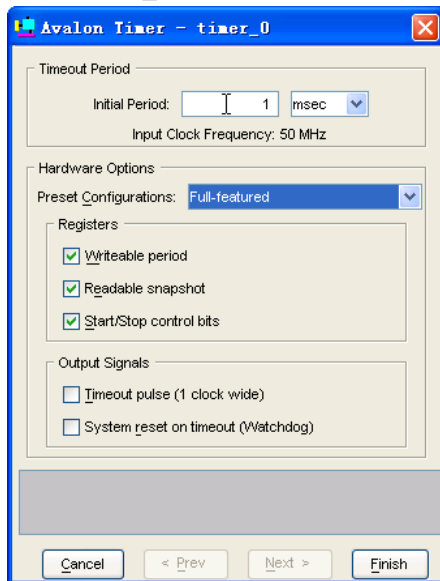 Avalon Timer - timer_0
Timeout Period
Initial Period: 1 msec
Input Clock Frequency: 50 MHz
Hardware Options
Preset Configurations: Full-featured
Registers
Writeable period
Readable snapshot
Start/Stop control bits
Output Signals
Timeout pulse (1 clock wide)
System reset on timeout (Watchdog)
Cancel < Prev Next > Finish